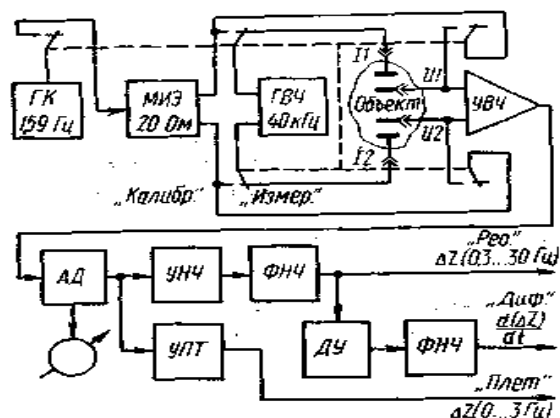 I1
U1
ГК
159 Гц
МИЭ
20 Ом
ГВЧ
40 кГц
Объект
УВЧ
U2
I2
„Калибр."
„Измер."
„Рео."
ΔZ(0,3...30 Гц)
АД
УНЧ
ФНЧ
„Диф."
d(ΔZ)
dt
УПТ
ДУ
ФНЧ
„Плет"
ΔZ(0...3 Гц)